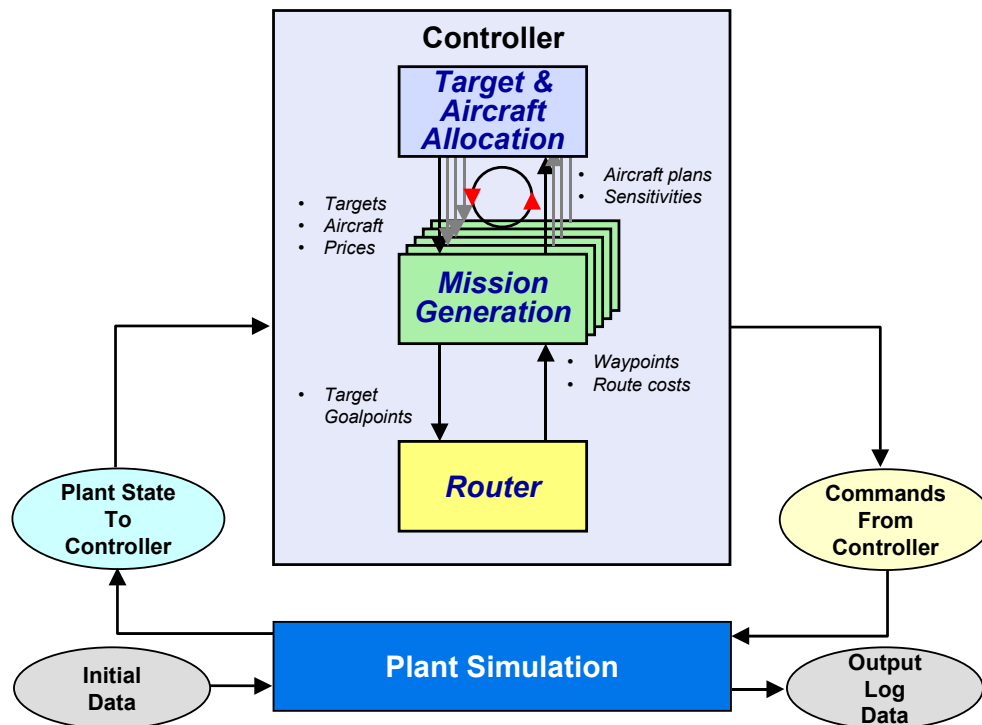 Controller
Target &
Aircraft
Allocation
• Targets
• Aircraft
• Prices
• Aircraft plans
• Sensitivities
Mission
Generation
• Target
Goalpoints
• Waypoints
• Route costs
Router
Plant State
To
Controller
Commands
From
Controller
Plant Simulation
Initial
Data
Output
Log
Data